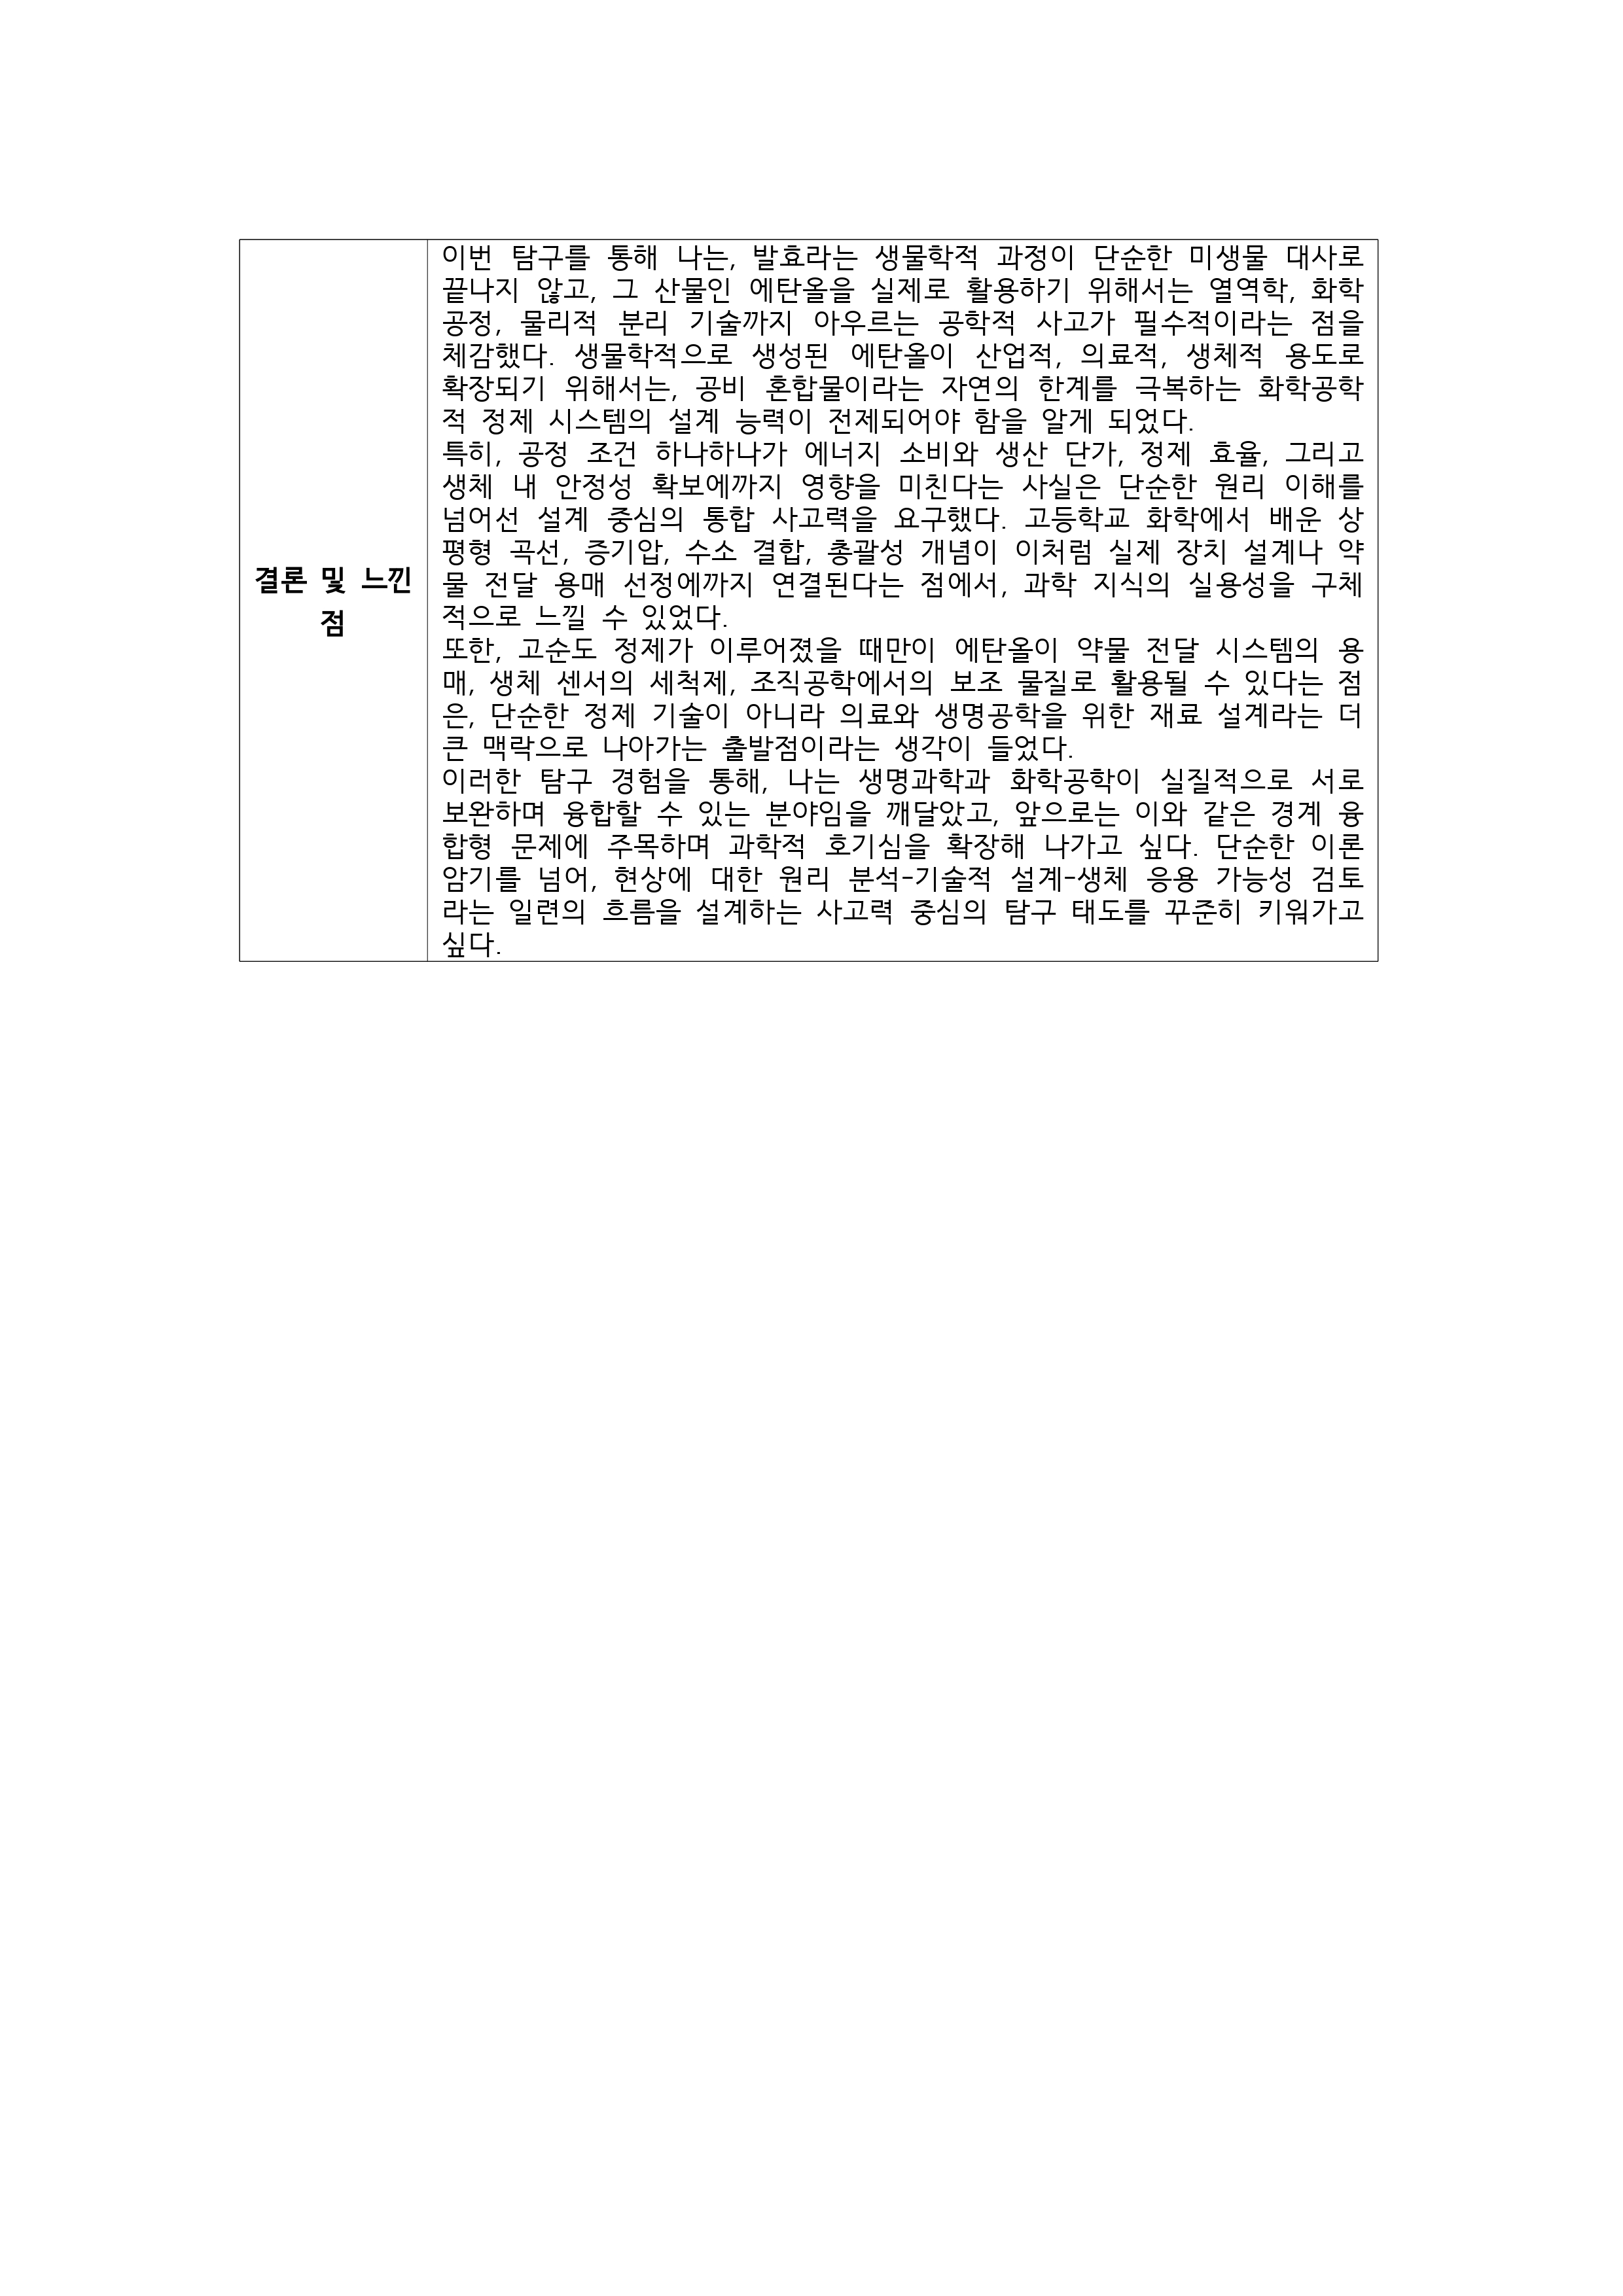 결론 및 느낀
점
이번 탐구를 통해 나는, 발효라는 생물학적 과정이 단순한 미생물 대사로
끝나지 않고, 그 산물인 에탄올을 실제로 활용하기 위해서는 열역학, 화학
공정, 물리적 분리 기술까지 아우르는 공학적 사고가 필수적이라는 점을
체감했다. 생물학적으로 생성된 에탄올이 산업적, 의료적, 생체적 용도로
확장되기 위해서는, 공비 혼합물이라는 자연의 한계를 극복하는 화학공학
적 정제 시스템의 설계 능력이 전제되어야 함을 알게 되었다.
특히, 공정 조건 하나하나가 에너지 소비와 생산 단가, 정제 효율, 그리고
생체 내 안정성 확보에까지 영향을 미친다는 사실은 단순한 원리 이해를
넘어선 설계 중심의 통합 사고력을 요구했다. 고등학교 화학에서 배운 상
평형 곡선, 증기압, 수소 결합, 총괄성 개념이 이처럼 실제 장치 설계나 약
물 전달 용매 선정에까지 연결된다는 점에서, 과학 지식의 실용성을 구체
적으로 느낄 수 있었다.
또한, 고순도 정제가 이루어졌을 때만이 에탄올이 약물 전달 시스템의 용
매, 생체 센서의 세척제, 조직공학에서의 보조 물질로 활용될 수 있다는 점
은, 단순한 정제 기술이 아니라 의료와 생명공학을 위한 재료 설계라는 더
큰 맥락으로 나아가는 출발점이라는 생각이 들었다.
이러한 탐구 경험을 통해, 나는 생명과학과 화학공학이 실질적으로 서로
보완하며 융합할 수 있는 분야임을 깨달았고, 앞으로는 이와 같은 경계 융
합형 문제에 주목하며 과학적 호기심을 확장해 나가고 싶다. 단순한 이론
암기를 넘어, 현상에 대한 원리 분석-기술적 설계-생체 응용 가능성 검토
라는 일련의 흐름을 설계하는 사고력 중심의 탐구 태도를 꾸준히 키워가고
싶다.